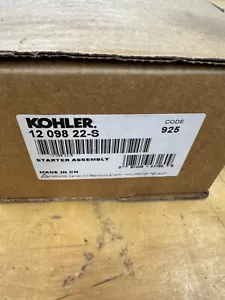 KOHLER.
CODE
12 098 22-S
925
STARTER ASSEMBLY
MADE IN CN